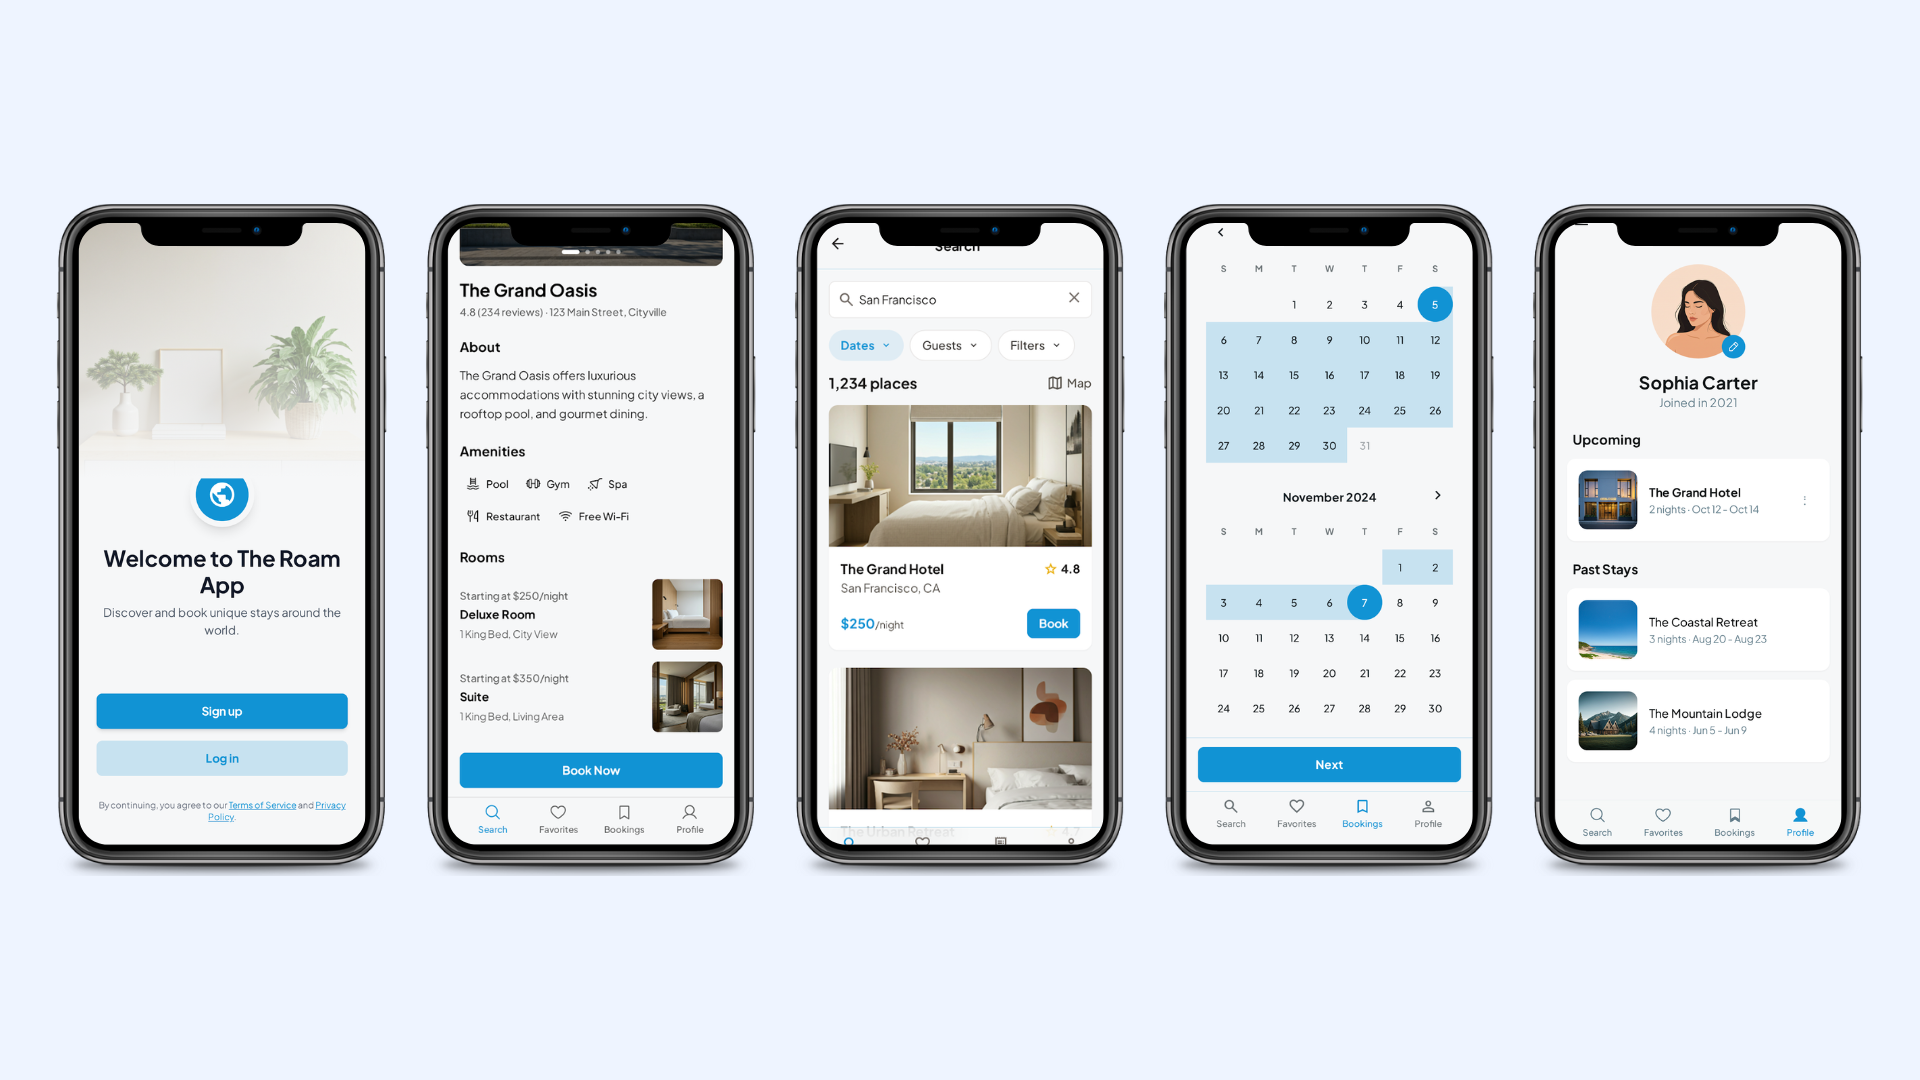 Welcome to The Roam
App
Discover and book unique stays around the
world.
Sign up
Log in
By continuing, you agree to our Terms of Service and Privacy
Policy.
The Grand Oasis
4.8 (234 reviews) · 123 Main Street, Cityville
About
The Grand Oasis offers luxurious
accommodations with stunning city views, a
rooftop pool, and gourmet dining.
Amenities
Pool Gym Spa
Restaurant Free Wi-Fi
Rooms
Starting at $250/night
Deluxe Room
1 King Bed, City View
Starting at $350/night
Suite
1 King Bed, Living Area
Book Now
Search Favorites Bookings Profile
Search
San Francisco
Dates Guests Filters
1,234 places Map
The Grand Hotel 4.8
San Francisco, CA
$250/night Book
The Urban Retreat 4.7
S M T W T F S
1 2 3 4 5
6 7 8 9 10 11 12
13 14 15 16 17 18 19
20 21 22 23 24 25 26
27 28 29 30 31
November 2024
S M T W T F S
1 2
3 4 5 6 7 8 9
10 11 12 13 14 15 16
17 18 19 20 21 22 23
24 25 26 27 28 29 30
Next
Search Favorites Bookings Profile
Sophia Carter
Joined in 2021
Upcoming
The Grand Hotel
2 nights · Oct 12 - Oct 14
Past Stays
The Coastal Retreat
3 nights · Aug 20 - Aug 23
The Mountain Lodge
4 nights · Jun 5 - Jun 9
Search Favorites Bookings Profile